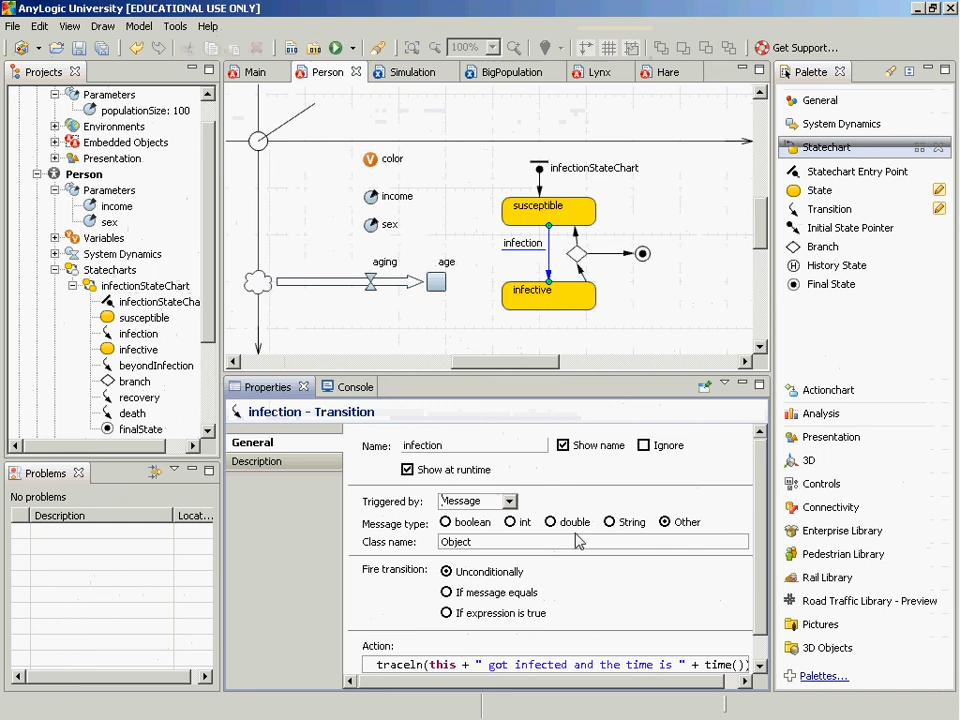 AnyLogic University [EDUCATIONAL USE ONLY]
File Edit View Draw Model Tools Help
100% Get Support...
Projects
Parameters
populationSize: 100
Environments
Embedded Objects
Presentation
Person
Parameters
income
sex
Variables
System Dynamics
Statecharts
infectionStateChart
infectionStateCha
susceptible
infection
infective
beyondInfection
branch
recovery
death
finalState
Problems
No problems
Description Locat...
Main Person Simulation BigPopulation Lynx Hare
color
income
sex
aging age
infectionStateChart
susceptible
infection
infective
Properties Console
infection - Transition
General
Description
Name: infection Show name Ignore
Show at runtime
Triggered by: Message
Message type: boolean int double String Other
Class name: Object
Fire transition: Unconditionally
If message equals
If expression is true
Action:
traceln(this + " got infected and the time is " + time())
Palette
General
System Dynamics
Statechart
Statechart Entry Point
State
Transition
Initial State Pointer
Branch
History State
Final State
Actionchart
Analysis
Presentation
3D
Controls
Connectivity
Enterprise Library
Pedestrian Library
Rail Library
Road Traffic Library - Preview
Pictures
3D Objects
Palettes...